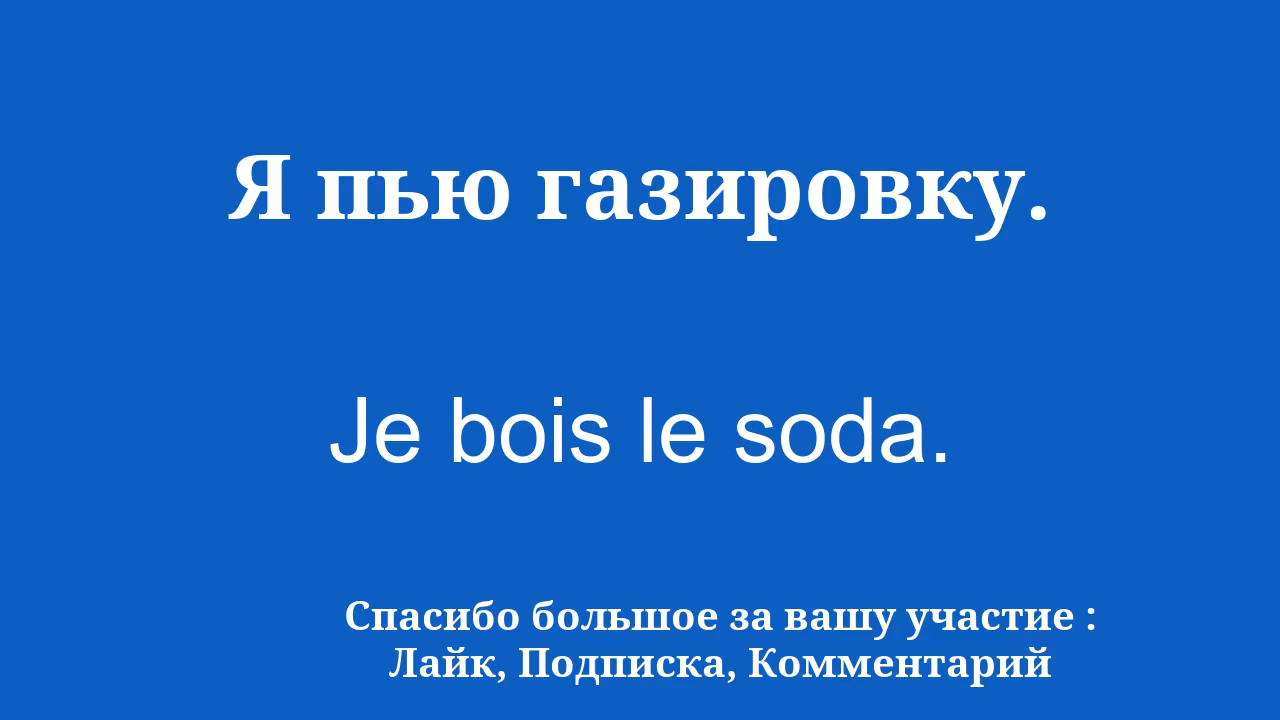 Я пью газировку.
Je bois le soda.
Спасибо большое за вашу участие :
Лайк, Подписка, Комментарий